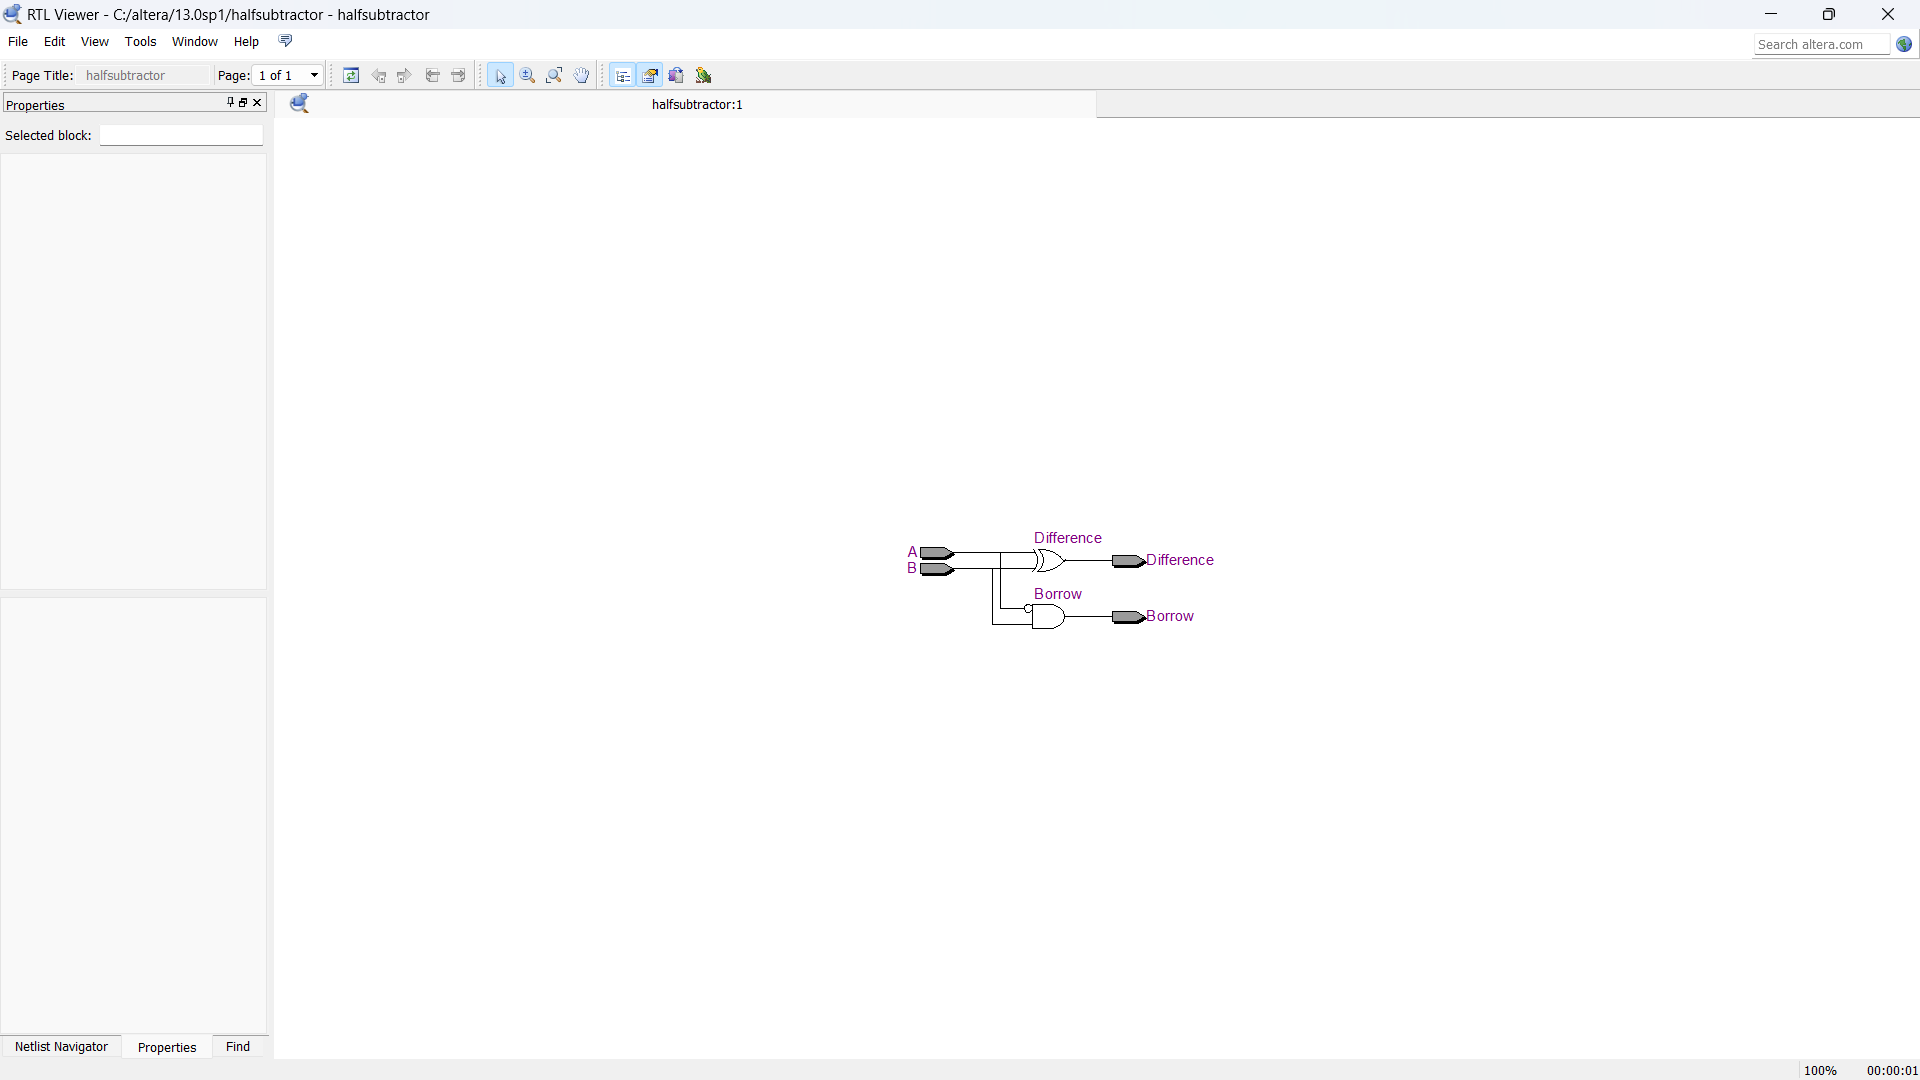 RTL Viewer - C:/altera/13.0sp1/halfsubtractor - halfsubtractor
File Edit View Tools Window Help
Search altera.com
Page Title: halfsubtractor Page: 1 of 1
Properties
halfsubtractor:1
Selected block:
Difference
A
Difference
B
Borrow
Borrow
Netlist Navigator Properties Find
100% 00:00:01